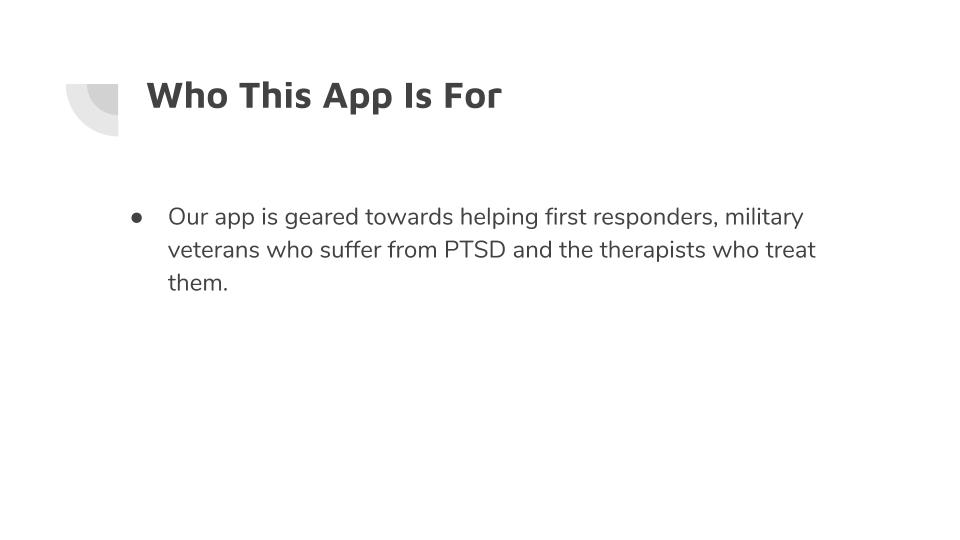 Who This App Is For
● Our app is geared towards helping first responders, military
veterans who suffer from PTSD and the therapists who treat
them.